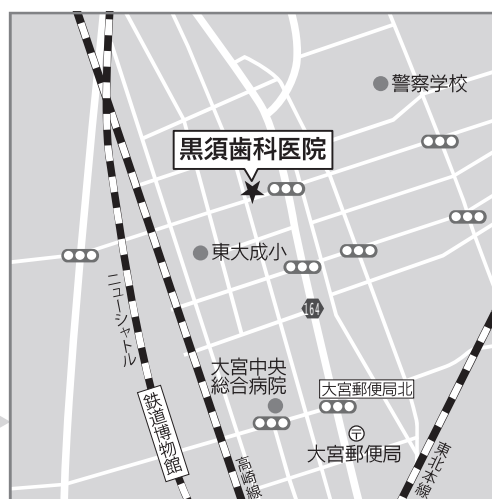 警察学校
黒須歯科医院
東大成小
ニューシャトル
164
大宮中央
総合病院
大宮郵便局北
鉄道博物館
大宮郵便局
高崎線
東北本線